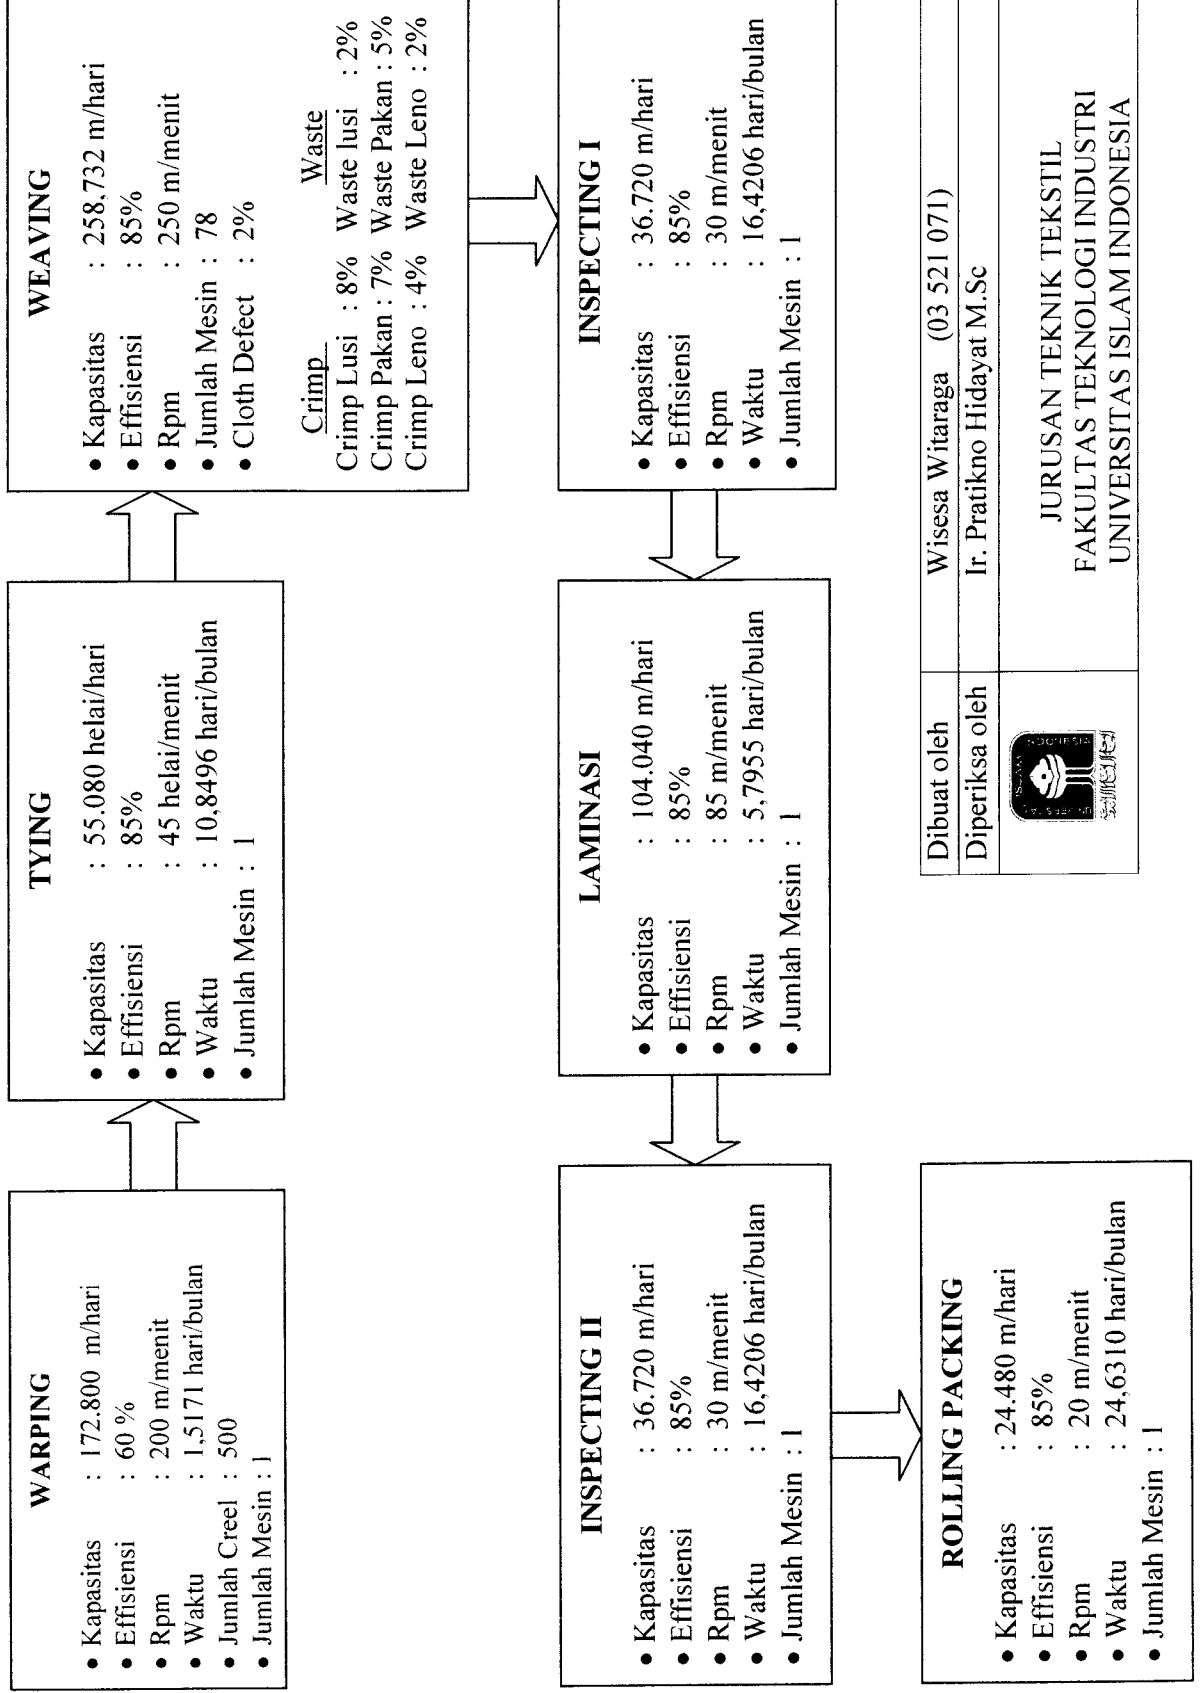 WARPING
• Kapasitas : 172.800 m/hari
• Effisiensi : 60 %
• Rpm : 200 m/menit
• Waktu : 1,5171 hari/bulan
• Jumlah Creel : 500
• Jumlah Mesin : 1
TYING
• Kapasitas : 55.080 helai/hari
• Effisiensi : 85%
• Rpm : 45 helai/menit
• Waktu : 10,8496 hari/bulan
• Jumlah Mesin : 1
WEAVING
• Kapasitas : 258,732 m/hari
• Effisiensi : 85%
• Rpm : 250 m/menit
• Jumlah Mesin : 78
• Cloth Defect : 2%
Crimp Waste
Crimp Lusi : 8% Waste lusi : 2%
Crimp Pakan : 7% Waste Pakan : 5%
Crimp Leno : 4% Waste Leno : 2%
INSPECTING I
• Kapasitas : 36.720 m/hari
• Effisiensi : 85%
• Rpm : 30 m/menit
• Waktu : 16,4206 hari/bulan
• Jumlah Mesin : 1
LAMINASI
• Kapasitas : 104.040 m/hari
• Effisiensi : 85%
• Rpm : 85 m/menit
• Waktu : 5,7955 hari/bulan
• Jumlah Mesin : 1
INSPECTING II
• Kapasitas : 36.720 m/hari
• Effisiensi : 85%
• Rpm : 30 m/menit
• Waktu : 16,4206 hari/bulan
• Jumlah Mesin : 1
ROLLING PACKING
• Kapasitas : 24.480 m/hari
• Effisiensi : 85%
• Rpm : 20 m/menit
• Waktu : 24,6310 hari/bulan
• Jumlah Mesin : 1
Dibuat oleh Wisesa Witaraga (03 521 071)
Diperiksa oleh Ir. Pratikno Hidayat M.Sc
JURUSAN TEKNIK TEKSTIL
FAKULTAS TEKNOLOGI INDUSTRI
UNIVERSITAS ISLAM INDONESIA
ISLAM
INDONESIA